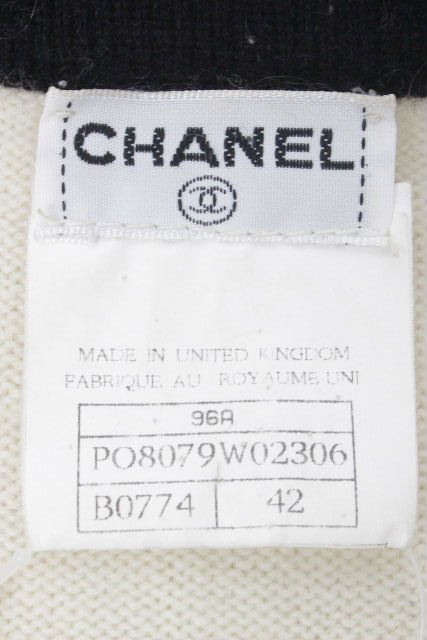 CHANEL
MADE IN UNITED KINGDOM
FABRIQUE AU ROYAUME-UNI
96A
PO8079W02306
B0774 42